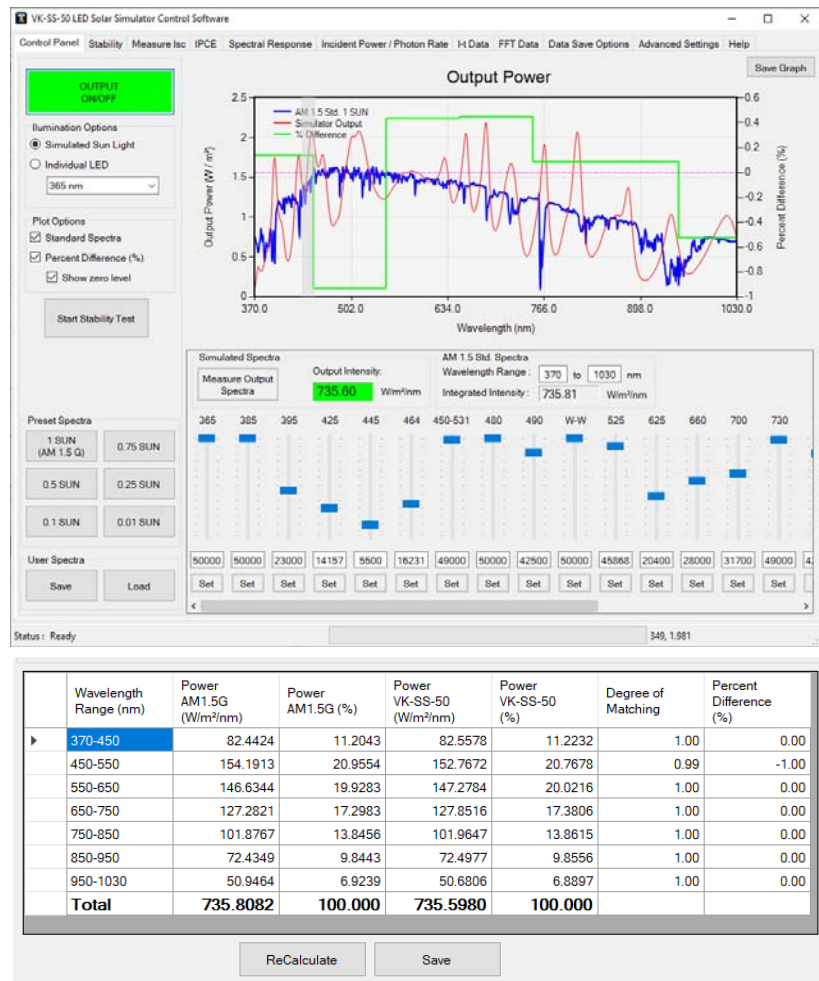 VK-SS-50 LED Solar Simulator Control Software
Control Panel Stability Measure Isc IPCE Spectral Response Incident Power / Photon Rate I-t Data FFT Data Data Save Options Advanced Settings Help
OUTPUT
ON/OFF
Ilumination Options
Simulated Sun Light
Individual LED
365 nm
Plot Options
Standard Spectra
Percent Difference (%)
Show zero level
Start Stability Test
Output Power
Save Graph
AM 1.5 Std. 1 SUN
Simulator Output
% Difference
Output Power (W / m²)
2.5
2
1.5
1
0.5
0
0.6
0.4
0.2
0
-0.2
-0.4
-0.6
-0.8
-1
Percent Difference (%)
370.0 502.0 634.0 766.0 898.0 1030.0
Wavelength (nm)
Simulated Spectra
Measure Output
Spectra
Output Intensity:
735.60 W/m²/nm
AM 1.5 Std. Spectra
Wavelength Range : 370 to 1030 nm
Integrated Intensity : 735.81 W/m²/nm
Preset Spectra
1 SUN
(AM 1.5 G)
0.75 SUN
0.5 SUN 0.25 SUN
0.1 SUN 0.01 SUN
User Spectra
Save Load
365 385 395 425 445 464 450-531 480 490 W-W 525 625 660 700 730
50000 50000 23000 14157 5500 16231 49000 50000 42500 50000 45868 20400 28000 31700 49000
Set Set Set Set Set Set Set Set Set Set Set Set Set Set Set
Status : Ready
349, 1.981
Wavelength
Range (nm)
Power
AM1.5G
(W/m²/nm)
Power
AM1.5G (%)
Power
VK-SS-50
(W/m²/nm)
Power
VK-SS-50
(%)
Degree of
Matching
Percent
Difference
(%)
370-450 82.4424 11.2043 82.5578 11.2232 1.00 0.00
450-550 154.1913 20.9554 152.7672 20.7678 0.99 -1.00
550-650 146.6344 19.9283 147.2784 20.0216 1.00 0.00
650-750 127.2821 17.2983 127.8516 17.3806 1.00 0.00
750-850 101.8767 13.8456 101.9647 13.8615 1.00 0.00
850-950 72.4349 9.8443 72.4977 9.8556 1.00 0.00
950-1030 50.9464 6.9239 50.6806 6.8897 1.00 0.00
Total 735.8082 100.000 735.5980 100.000
ReCalculate Save